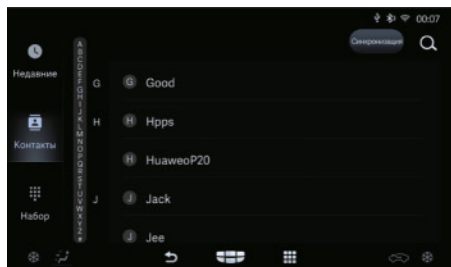 00:07
Синхронизация
Недавние
Контакты
Набор
A
B
C
D
E
F
G
H
I
J
K
L
M
N
O
P
Q
R
S
T
U
V
W
X
Y
Z
#
G
G Good
H
H Hpps
H HuaweoP20
J
J Jack
J Jee